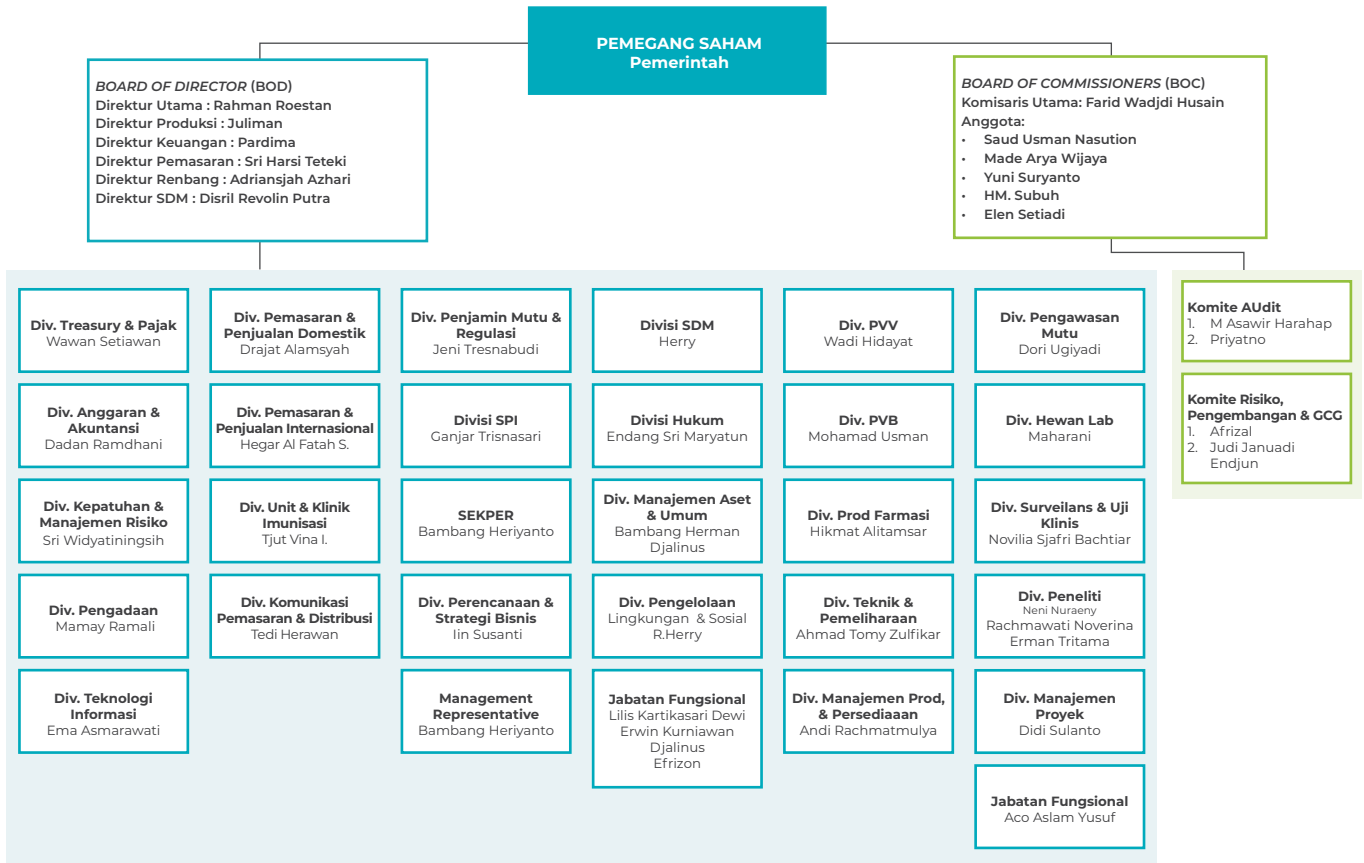 PEMEGANG SAHAM
Pemerintah
BOARD OF DIRECTOR (BOD)
Direktur Utama : Rahman Roestan
Direktur Produksi : Juliman
Direktur Keuangan : Pardima
Direktur Pemasaran : Sri Harsi Teteki
Direktur Renbang : Adriansjah Azhari
Direktur SDM : Disril Revolin Putra
BOARD OF COMMISSIONERS (BOC)
Komisaris Utama: Farid Wadjdi Husain
Anggota:
• Saud Usman Nasution
• Made Arya Wijaya
• Yuni Suryanto
• HM. Subuh
• Elen Setiadi
Div. Treasury & Pajak
Wawan Setiawan
Div. Anggaran &
Akuntansi
Dadan Ramdhani
Div. Kepatuhan &
Manajemen Risiko
Sri Widyatiningsih
Div. Pengadaan
Mamay Ramali
Div. Teknologi
Informasi
Ema Asmarawati
Div. Pemasaran &
Penjualan Domestik
Drajat Alamsyah
Div. Pemasaran &
Penjualan Internasional
Hegar Al Fatah S.
Div. Unit & Klinik
Imunisasi
Tjut Vina I.
Div. Komunikasi
Pemasaran & Distribusi
Tedi Herawan
Div. Penjamin Mutu &
Regulasi
Jeni Tresnabudi
Divisi SPI
Ganjar Trisnasari
SEKPER
Bambang Heriyanto
Div. Perencanaan &
Strategi Bisnis
Iin Susanti
Management
Representative
Bambang Heriyanto
Divisi SDM
Herry
Divisi Hukum
Endang Sri Maryatun
Div. Manajemen Aset
& Umum
Bambang Herman
Djalinus
Div. Pengelolaan
Lingkungan & Sosial
R.Herry
Jabatan Fungsional
Lilis Kartikasari Dewi
Erwin Kurniawan
Djalinus
Efrizon
Div. PVV
Wadi Hidayat
Div. PVB
Mohamad Usman
Div. Prod Farmasi
Hikmat Alitamsar
Div. Teknik &
Pemeliharaan
Ahmad Tomy Zulfikar
Div. Manajemen Prod,
& Persediaaan
Andi Rachmatmulya
Div. Pengawasan
Mutu
Dori Ugiyadi
Div. Hewan Lab
Maharani
Div. Surveilans & Uji
Klinis
Novilia Sjafri Bachtiar
Div. Peneliti
Neni Nuraeny
Rachmawati Noverina
Erman Tritama
Div. Manajemen
Proyek
Didi Sulanto
Jabatan Fungsional
Aco Aslam Yusuf
Komite AUdit
1. M Asawir Harahap
2. Priyatno
Komite Risiko,
Pengembangan & GCG
1. Afrizal
2. Judi Januadi
Endjun